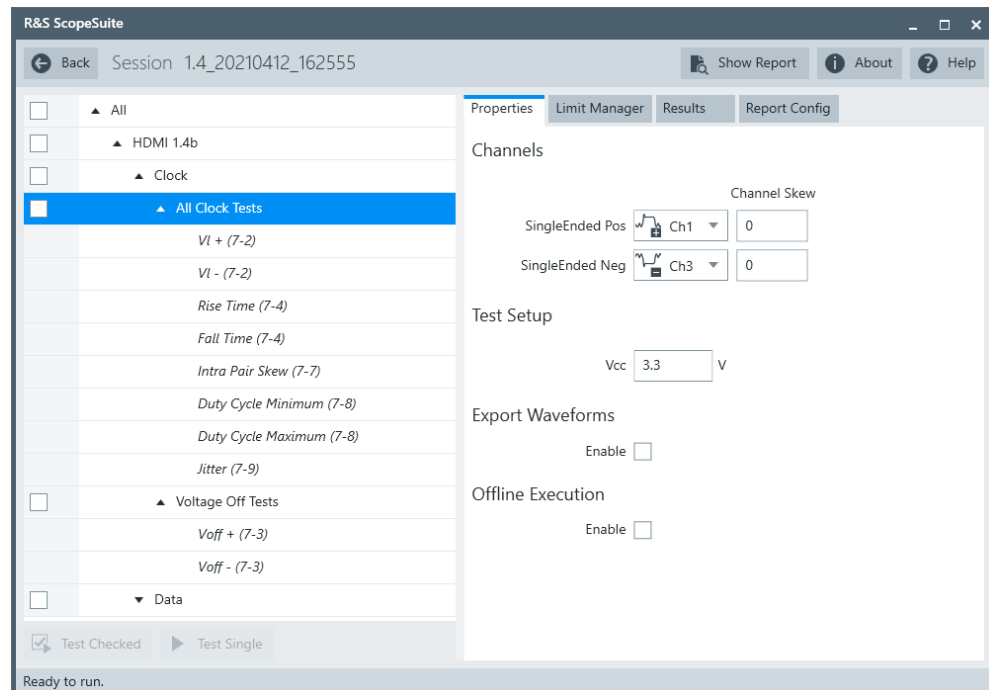 R&S ScopeSuite
Back Session 1.4_20210412_162555 Show Report About Help
All
HDMI 1.4b
Clock
All Clock Tests
Vl + (7-2)
Vl - (7-2)
Rise Time (7-4)
Fall Time (7-4)
Intra Pair Skew (7-7)
Duty Cycle Minimum (7-8)
Duty Cycle Maximum (7-8)
Jitter (7-9)
Voltage Off Tests
Voff + (7-3)
Voff - (7-3)
Data
Test Checked Test Single
Properties Limit Manager Results Report Config
Channels
Channel Skew
SingleEnded Pos Ch1 0
SingleEnded Neg Ch3 0
Test Setup
Vcc 3.3 V
Export Waveforms
Enable
Offline Execution
Enable
Ready to run.